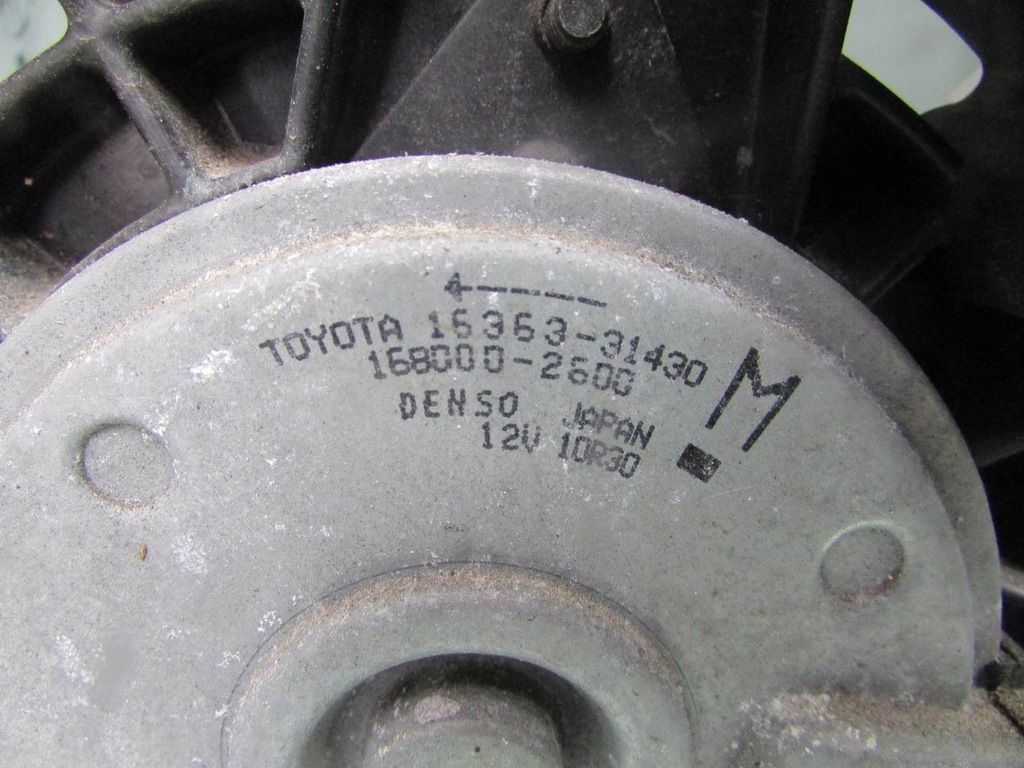 TOYOTA 16363-31430
168000-2600
DENSO JAPAN
12V 10R30
M